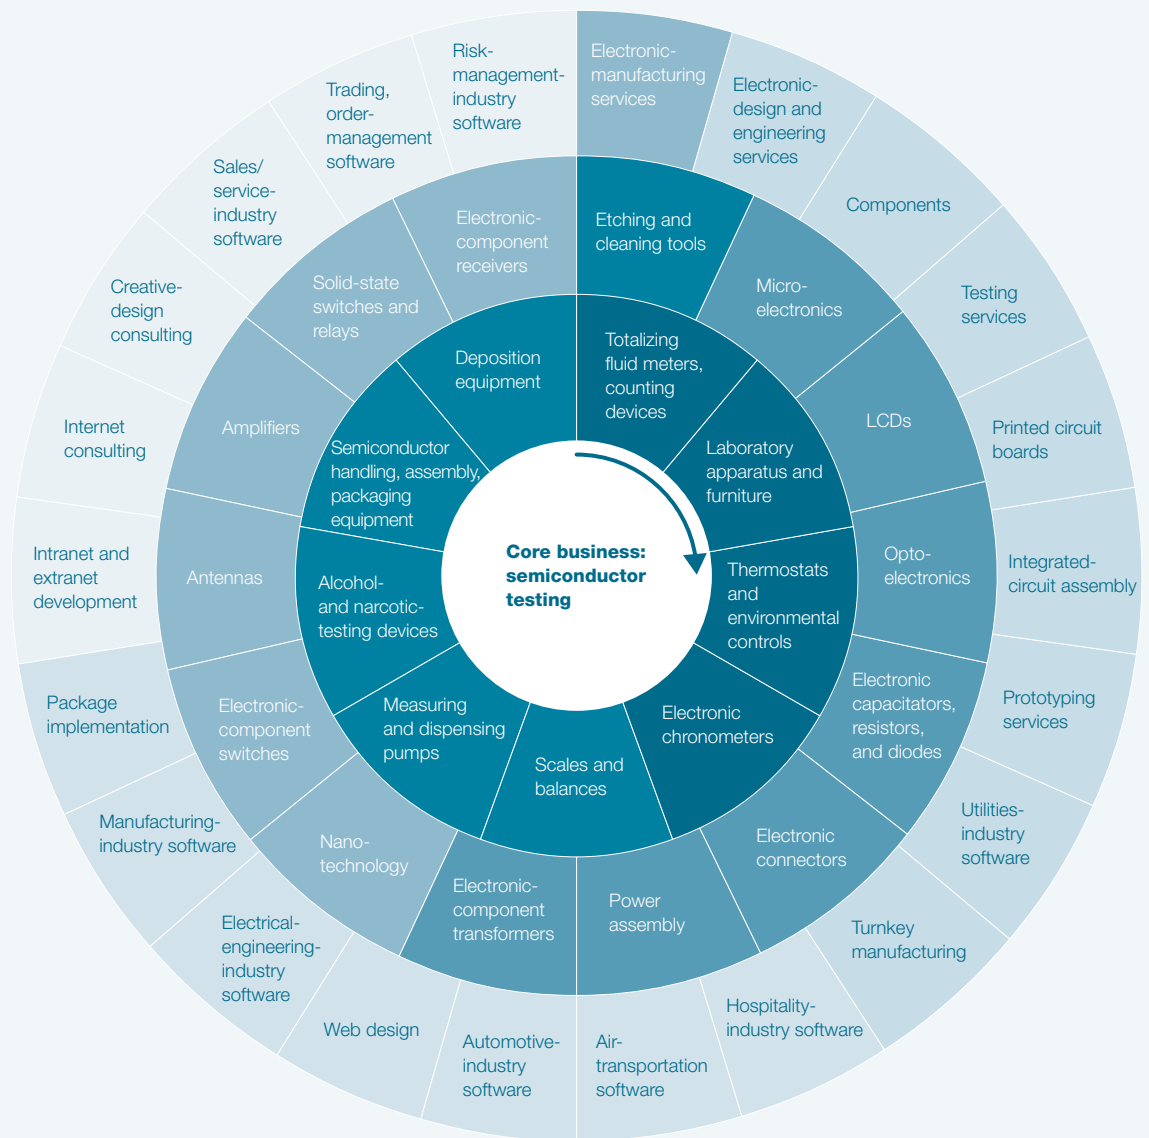 Core business:
semiconductor
testing
Totalizing
fluid meters,
counting
devices
Laboratory
apparatus and
furniture
Thermostats
and
environmental
controls
Electronic
chronometers
Scales and
balances
Measuring
and dispensing
pumps
Alcohol-
and narcotic-
testing devices
Semiconductor
handling, assembly,
packaging
equipment
Deposition
equipment
Etching and
cleaning tools
Micro-
electronics
LCDs
Opto-
electronics
Electronic
capacitators,
resistors,
and diodes
Electronic
connectors
Power
assembly
Electronic-
component
transformers
Nano-
technology
Electronic-
component
switches
Antennas
Amplifiers
Solid-state
switches and
relays
Electronic-
component
receivers
Electronic-
manufacturing
services
Electronic-
design and
engineering
services
Components
Testing
services
Printed circuit
boards
Integrated-
circuit assembly
Prototyping
services
Utilities-
industry
software
Turnkey
manufacturing
Hospitality-
industry software
Air-
transportation
software
Automotive-
industry
software
Web design
Electrical-
engineering-
industry
software
Manufacturing-
industry software
Package
implementation
Intranet and
extranet
development
Internet
consulting
Creative-
design
consulting
Sales/
service-
industry
software
Trading,
order-
management
software
Risk-
management-
industry
software